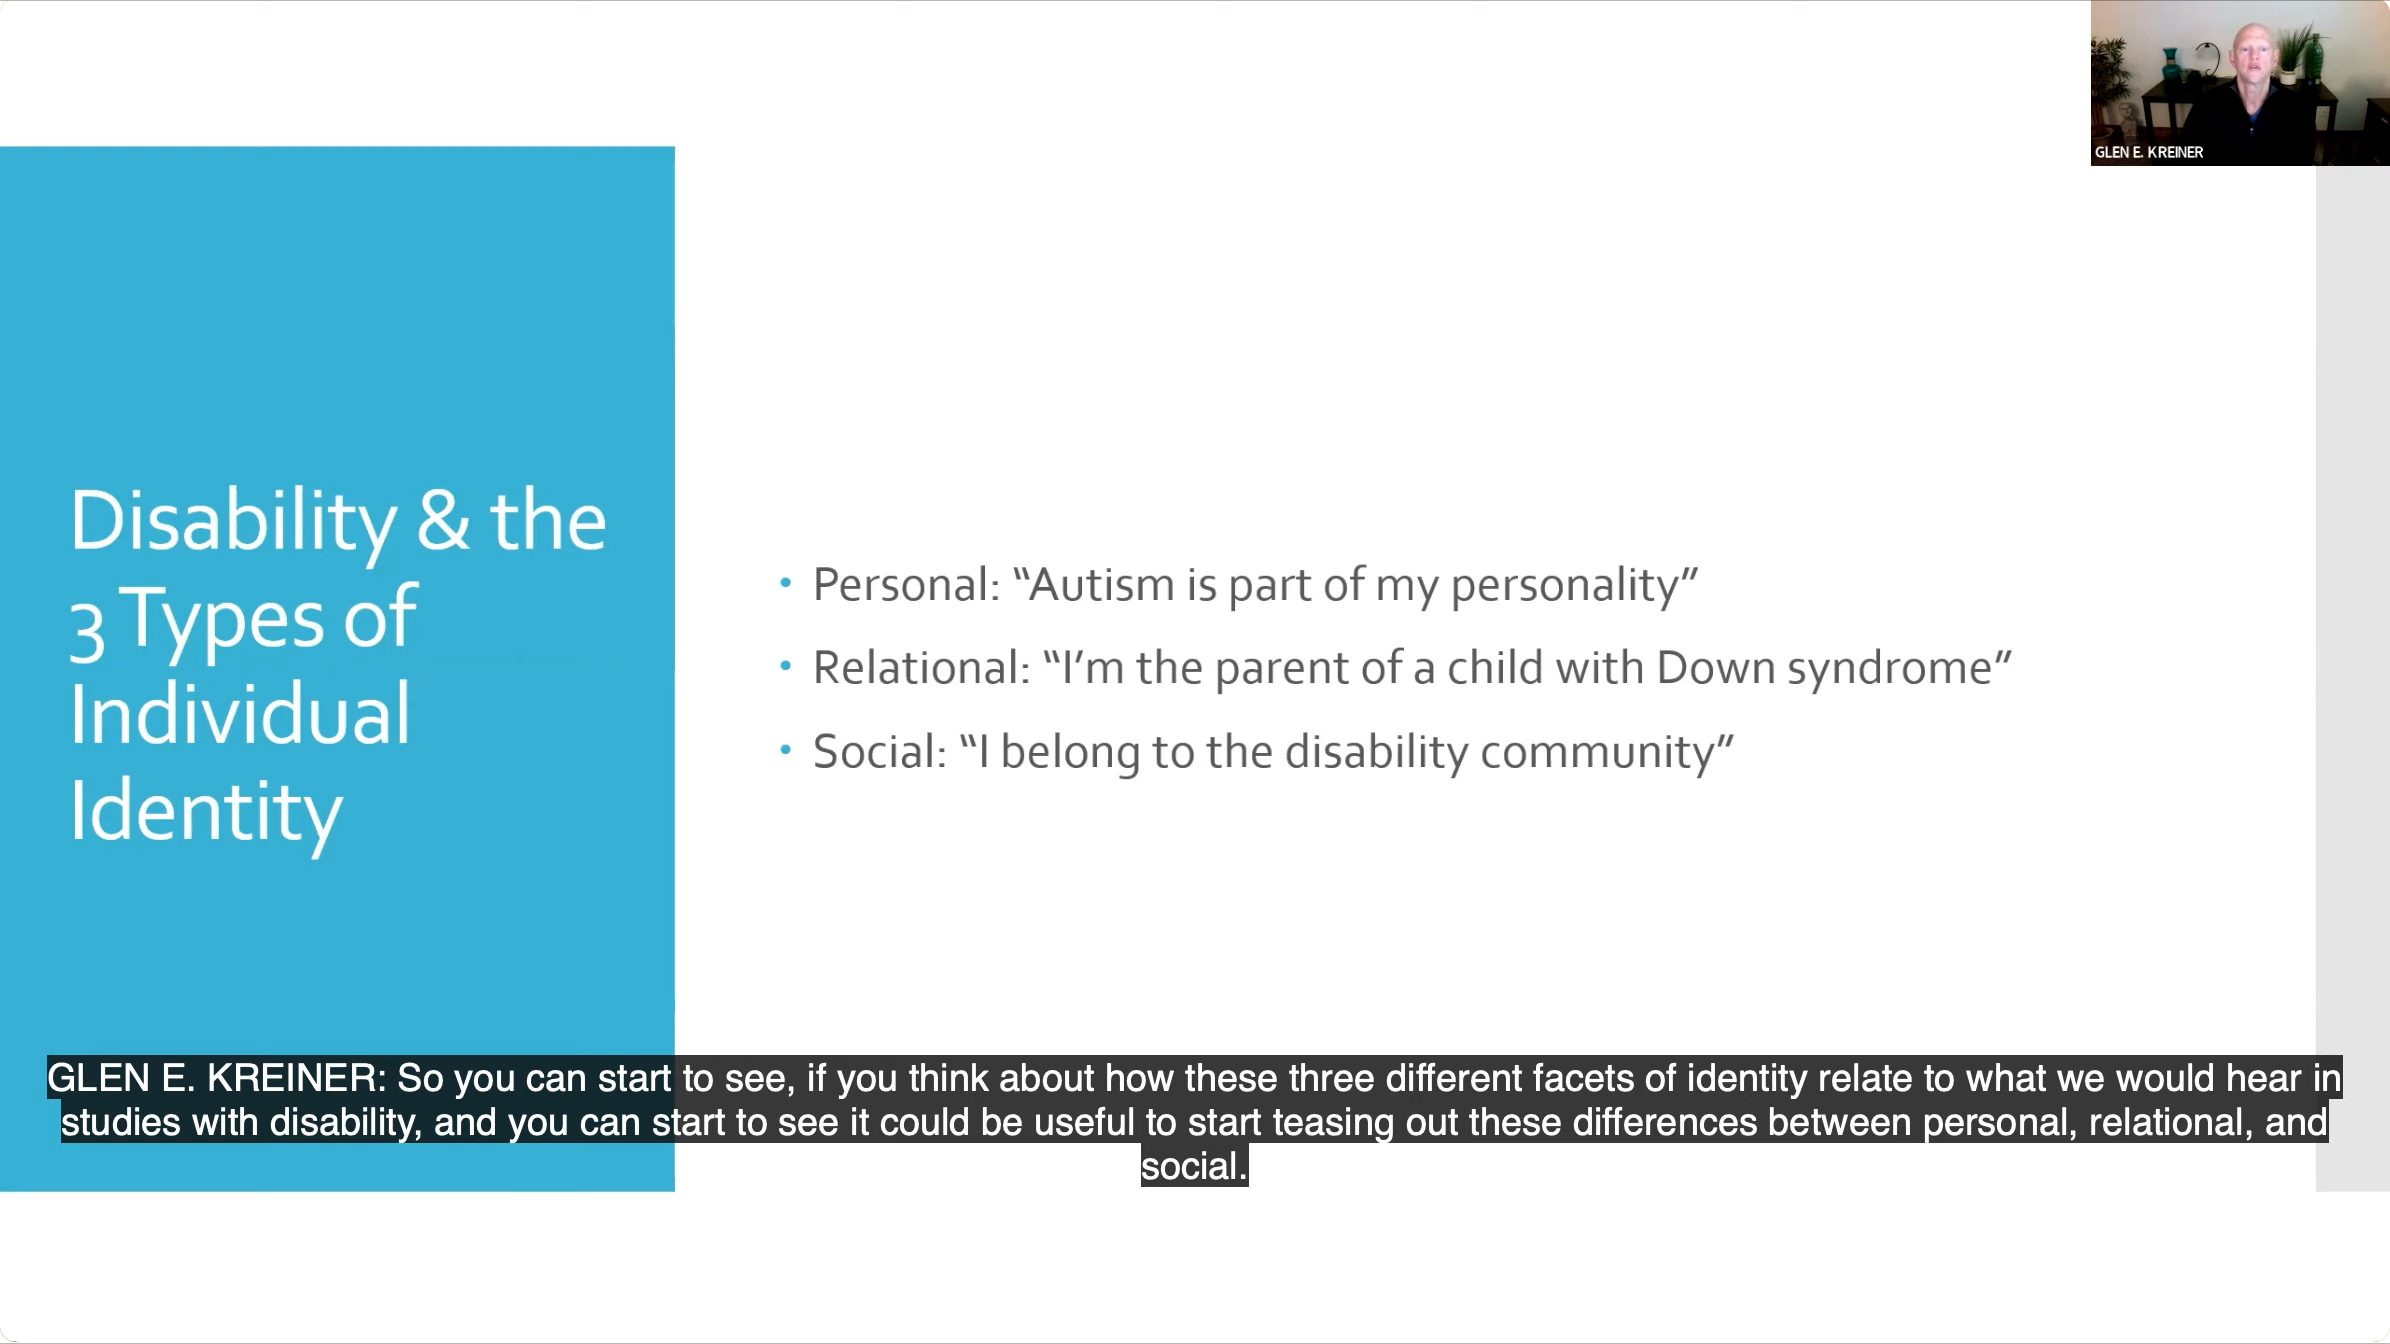 GLEN E. KREINER
Disability & the
3 Types of
Individual
Identity
• Personal: “Autism is part of my personality”
• Relational: “I’m the parent of a child with Down syndrome”
• Social: “I belong to the disability community”
GLEN E. KREINER: So you can start to see, if you think about how these three different facets of identity relate to what we would hear in
studies with disability, and you can start to see it could be useful to start teasing out these differences between personal, relational, and
social.